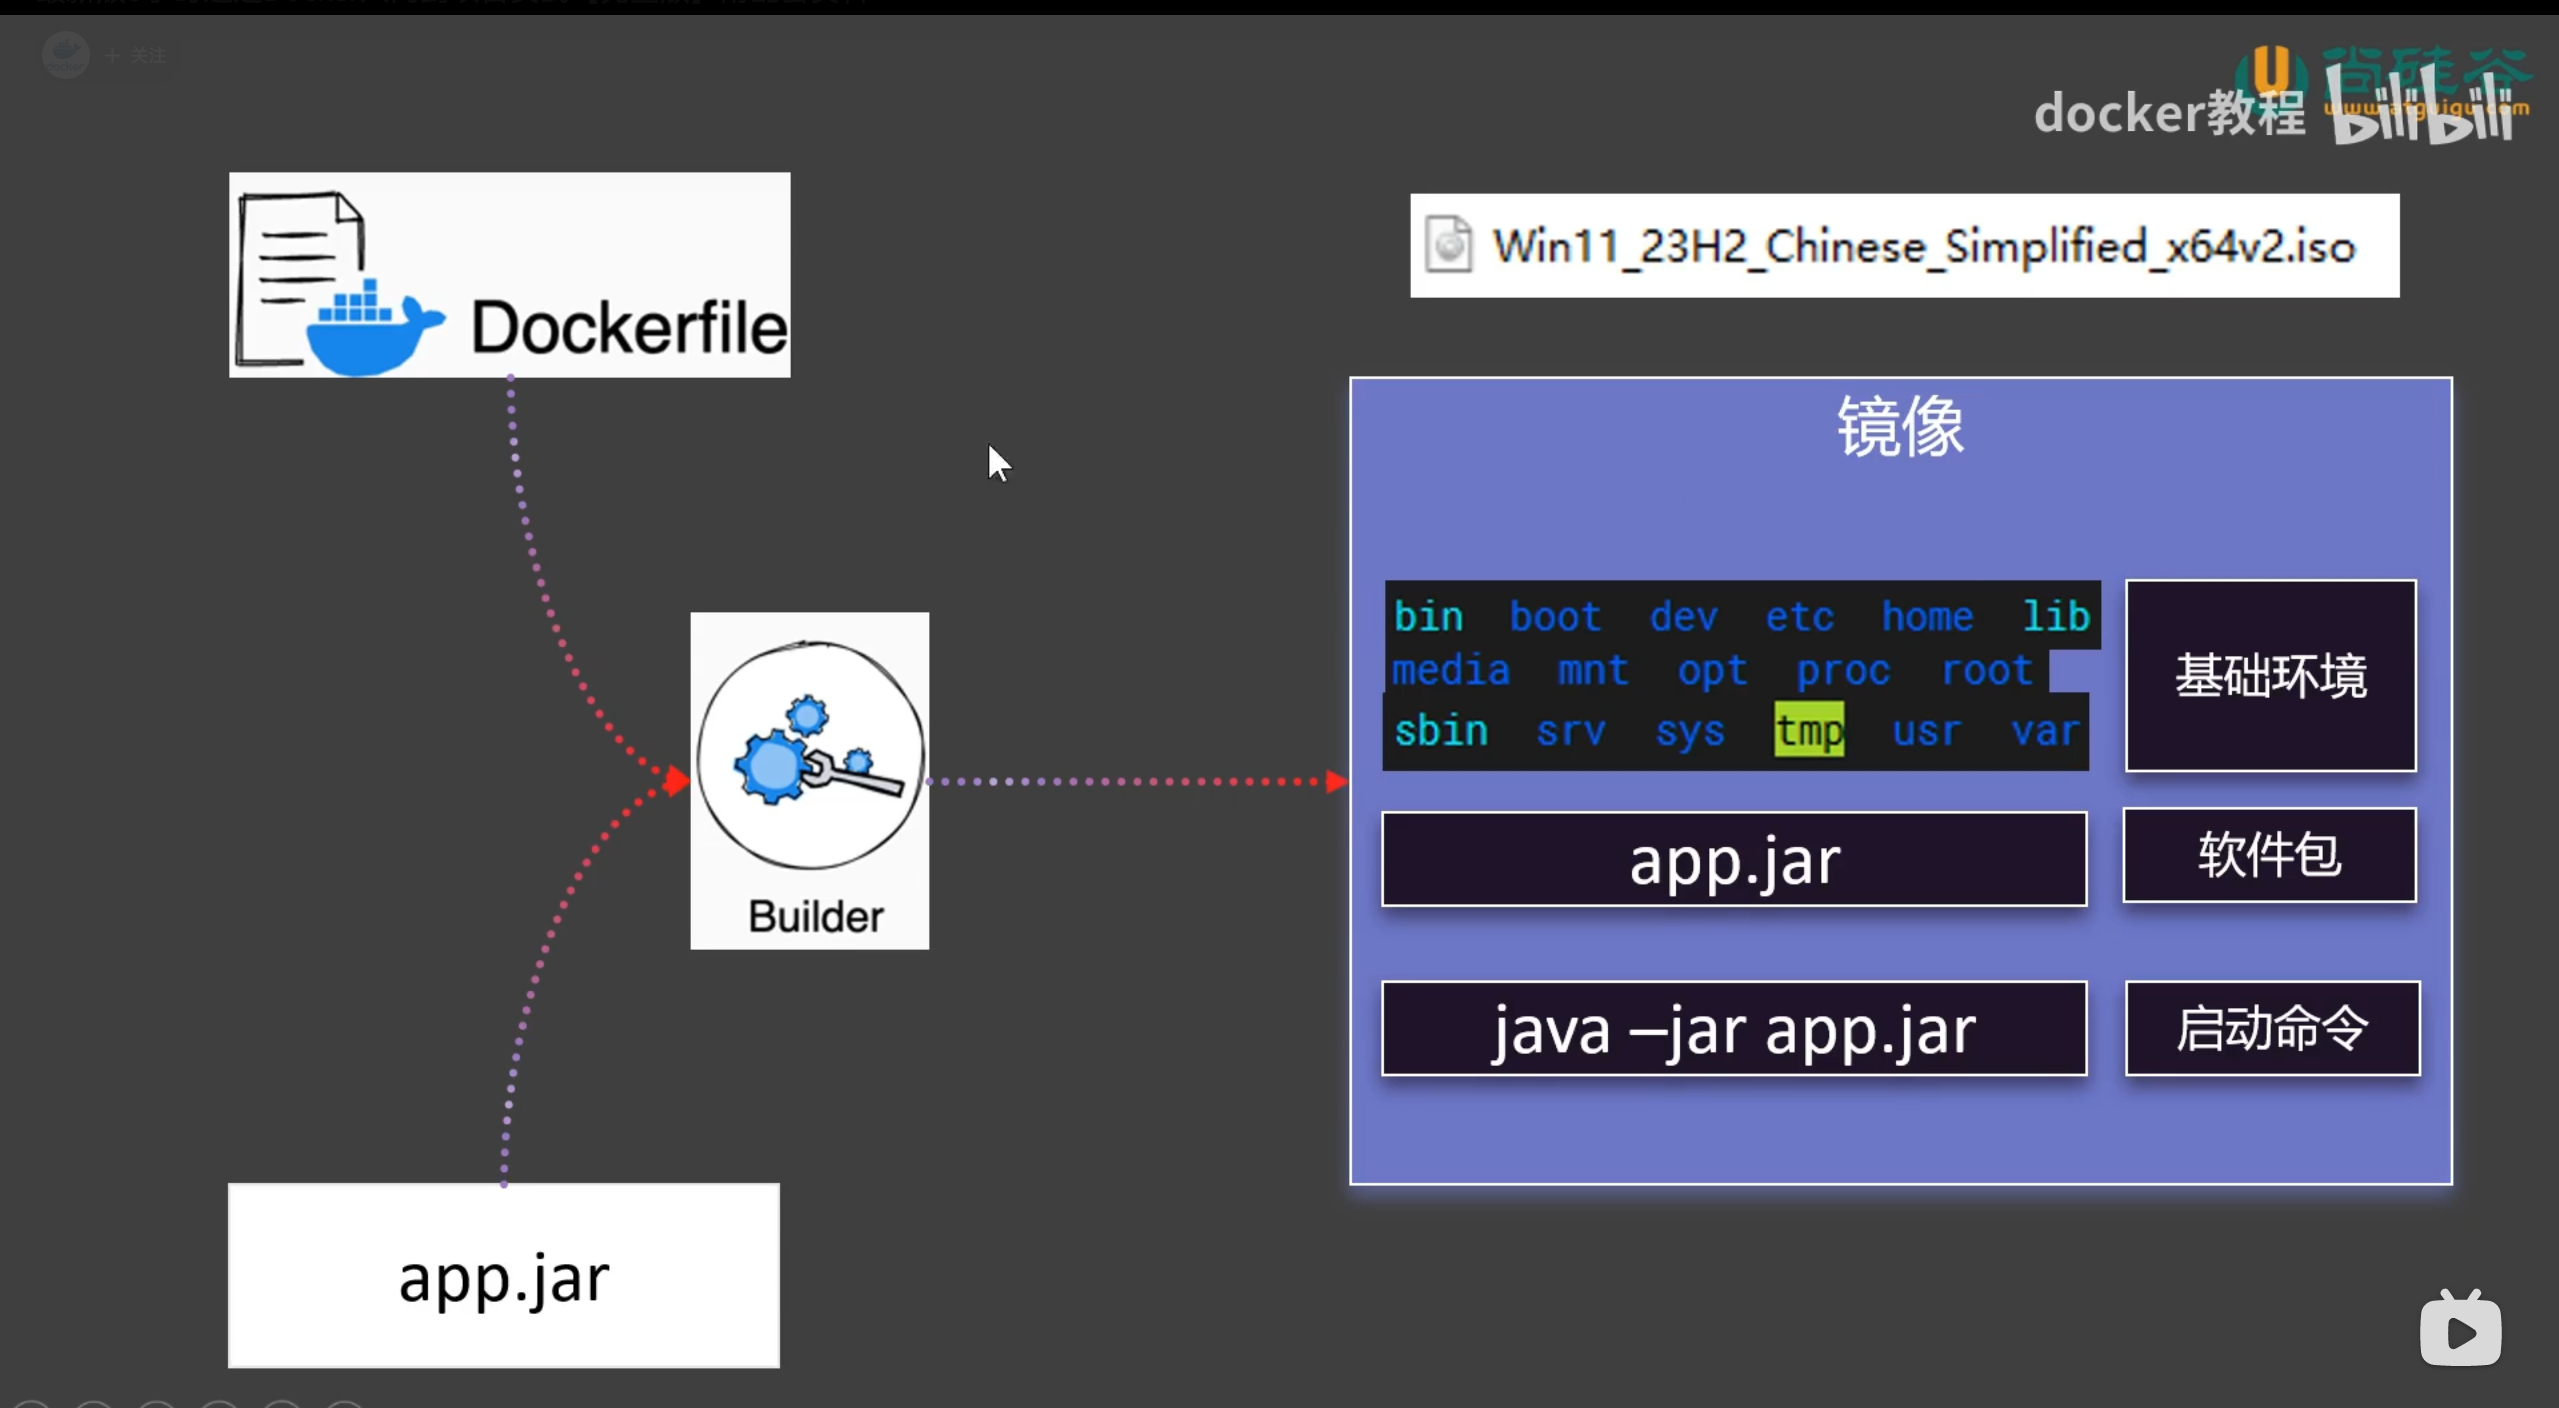 + 关注
尚硅谷
www.atguigu.com
docker教程
bilibili
Dockerfile
Win11_23H2_Chinese_Simplified_x64v2.iso
镜像
bin boot dev etc home lib
media mnt opt proc root
sbin srv sys tmp usr var
基础环境
Builder
app.jar
软件包
java –jar app.jar
启动命令
app.jar